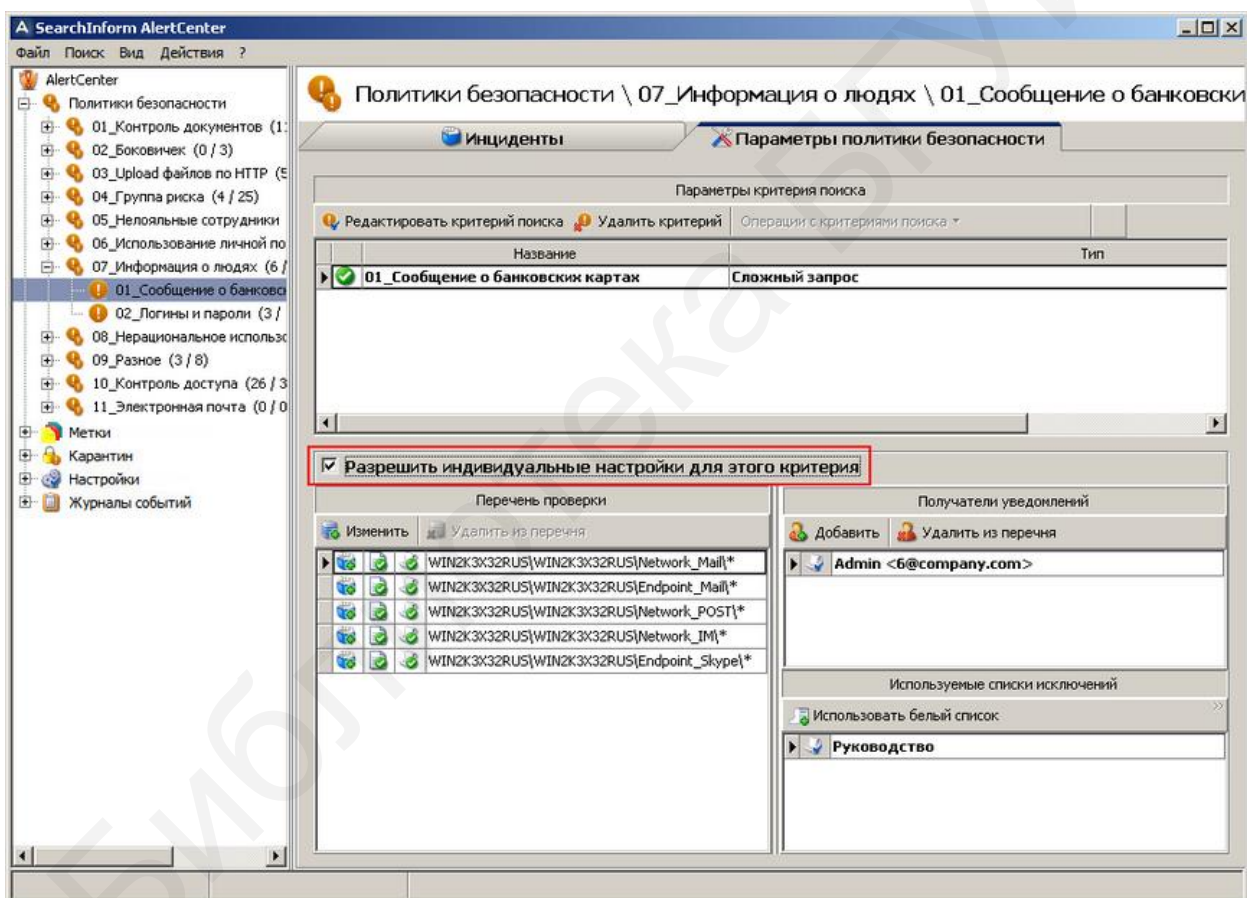 SearchInform AlertCenter
Файл Поиск Вид Действия ?
AlertCenter
Политики безопасности
01_Контроль документов (1
02_Боковичек (0 / 3)
03_Upload файлов по HTTP (5
04_Группа риска (4 / 25)
05_Нелояльные сотрудники
06_Использование личной по
07_Информация о людях (6 /
01_Сообщение о банковск
02_Логины и пароли (3 /
08_Нерациональное использо
09_Разное (3 / 8)
10_Контроль доступа (26 / 3
11_Электронная почта (0 / 0
Метки
Карантин
Настройки
Журналы событий
Политики безопасности \ 07_Информация о людях \ 01_Сообщение о банковски
Инциденты
Параметры политики безопасности
Параметры критерия поиска
Редактировать критерий поиска Удалить критерий Операции с критериями поиска
Название Тип
01_Сообщение о банковских картах Сложный запрос
Разрешить индивидуальные настройки для этого критерия
Перечень проверки
Изменить Удалить из перечня
WIN2K3X32RUS\WIN2K3X32RUS\Network_Mail\*
WIN2K3X32RUS\WIN2K3X32RUS\Endpoint_Mail\*
WIN2K3X32RUS\WIN2K3X32RUS\Network_POST\*
WIN2K3X32RUS\WIN2K3X32RUS\Network_IM\*
WIN2K3X32RUS\WIN2K3X32RUS\Endpoint_Skype\*
Получатели уведомлений
Добавить Удалить из перечня
Admin <6@company.com>
Используемые списки исключений
Использовать белый список
Руководство
Библиотека БГУИ